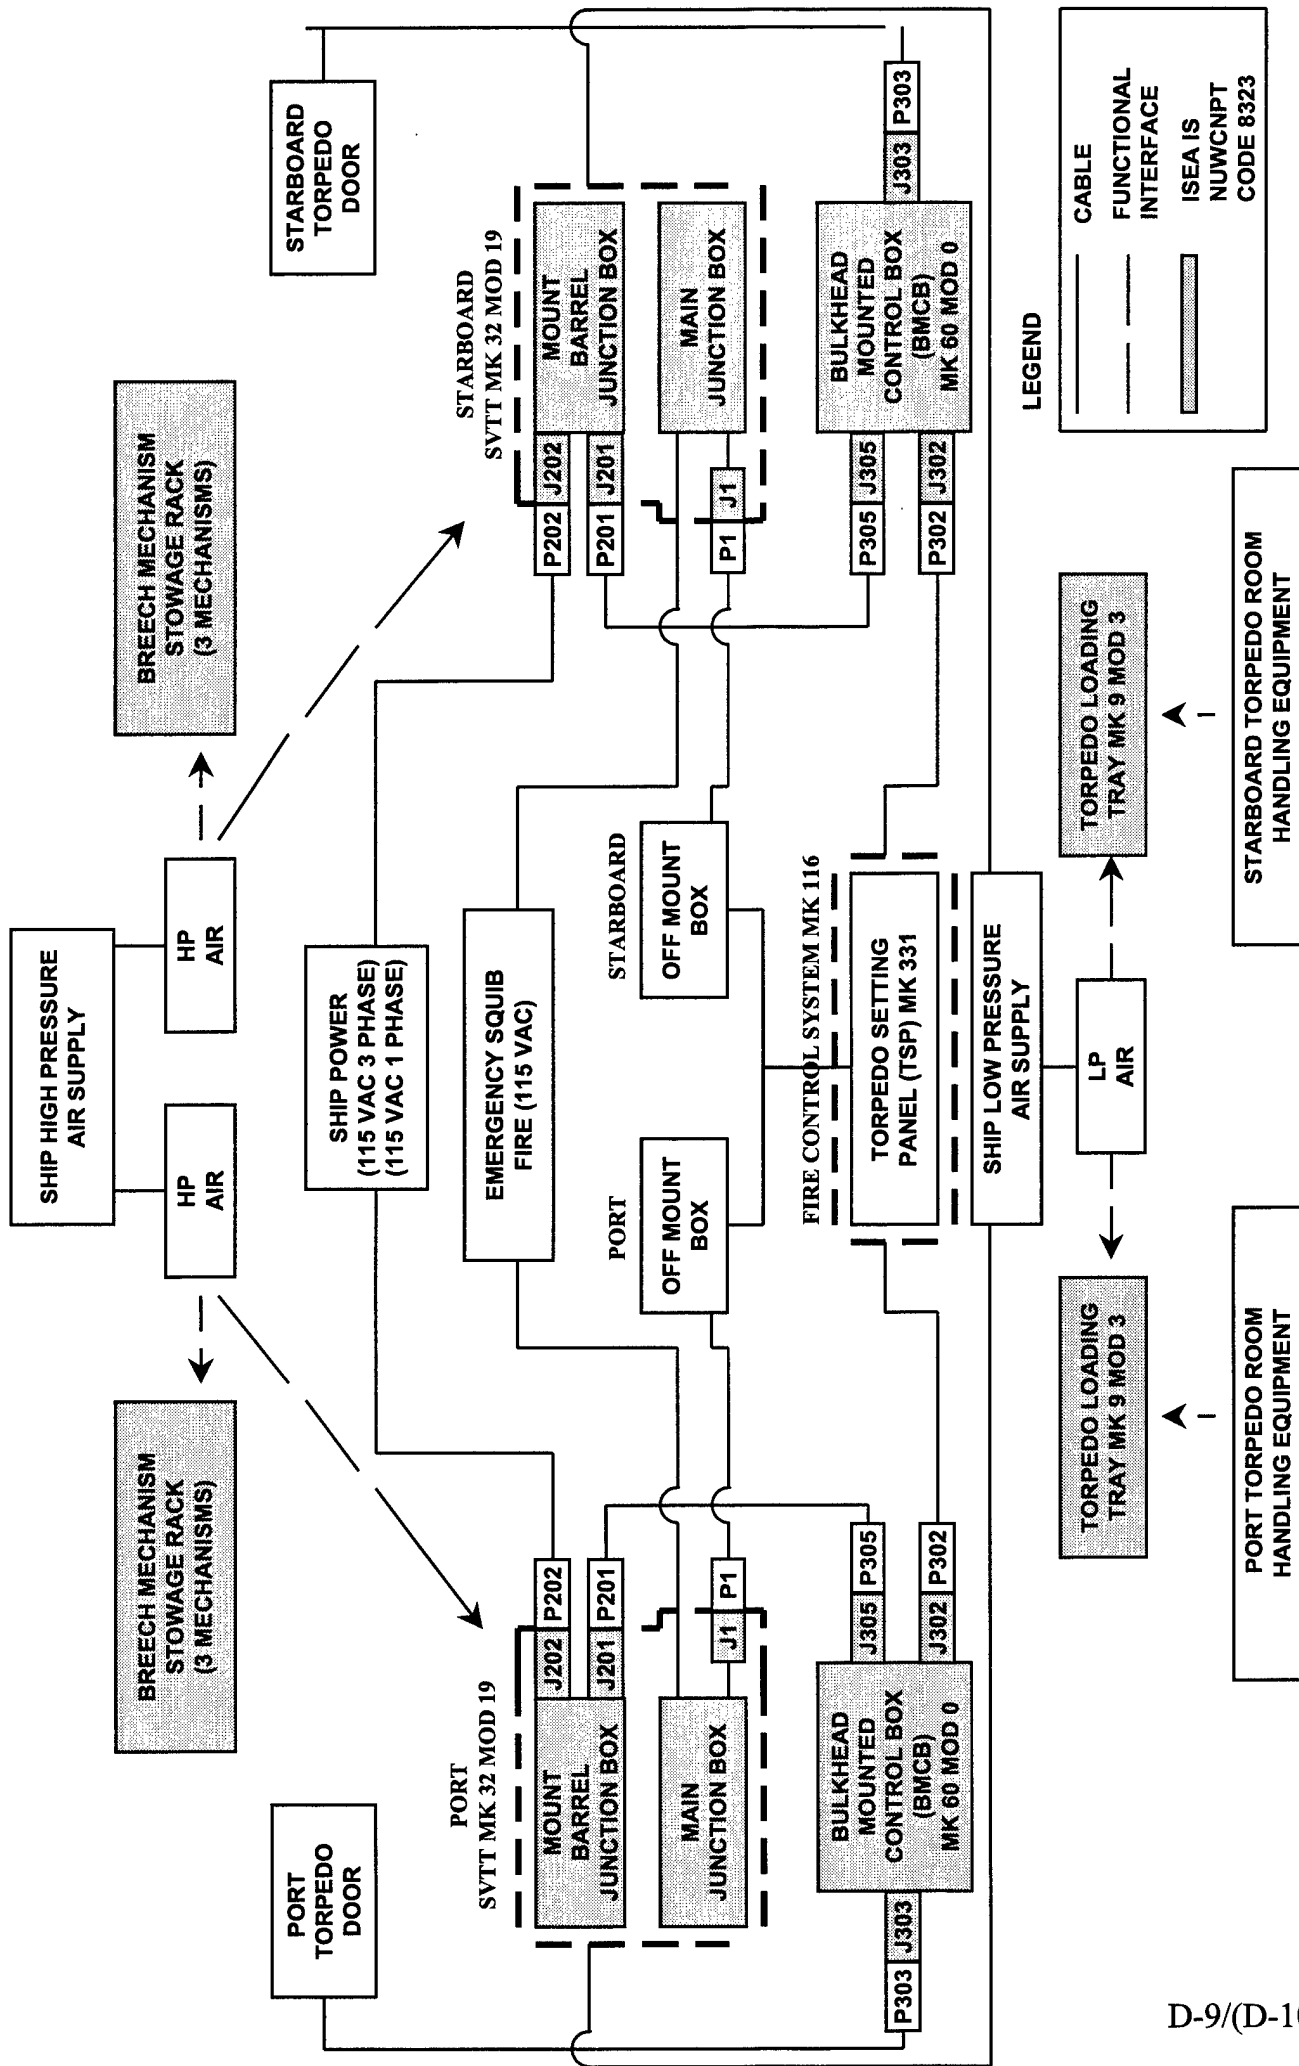 SHIP HIGH PRESSURE
AIR SUPPLY
HP
AIR
HP
AIR
BREECH MECHANISM
STOWAGE RACK
(3 MECHANISMS)
BREECH MECHANISM
STOWAGE RACK
(3 MECHANISMS)
PORT
TORPEDO
DOOR
SHIP POWER
(115 VAC 3 PHASE)
(115 VAC 1 PHASE)
STARBOARD
TORPEDO
DOOR
PORT
SVTT MK 32 MOD 19
MOUNT
BARREL
JUNCTION BOX
J202
P202
J201
P201
MAIN
JUNCTION BOX
J1
P1
EMERGENCY SQUIB
FIRE (115 VAC)
STARBOARD
SVTT MK 32 MOD 19
P202
J202
P201
J201
MOUNT
BARREL
JUNCTION BOX
P1
J1
MAIN
JUNCTION BOX
PORT
OFF MOUNT
BOX
STARBOARD
OFF MOUNT
BOX
FIRE CONTROL SYSTEM MK 116
TORPEDO SETTING
PANEL (TSP) MK 331
P303
J303
BULKHEAD
MOUNTED
CONTROL BOX
(BMCB)
MK 60 MOD 0
J305
P305
J302
P302
P305
J305
P302
J302
BULKHEAD
MOUNTED
CONTROL BOX
(BMCB)
MK 60 MOD 0
J303
P303
SHIP LOW PRESSURE
AIR SUPPLY
LP
AIR
TORPEDO LOADING
TRAY MK 9 MOD 3
TORPEDO LOADING
TRAY MK 9 MOD 3
PORT TORPEDO ROOM
HANDLING EQUIPMENT
STARBOARD TORPEDO ROOM
HANDLING EQUIPMENT
LEGEND
CABLE
FUNCTIONAL
INTERFACE
ISEA IS
NUWCNPT
CODE 8323